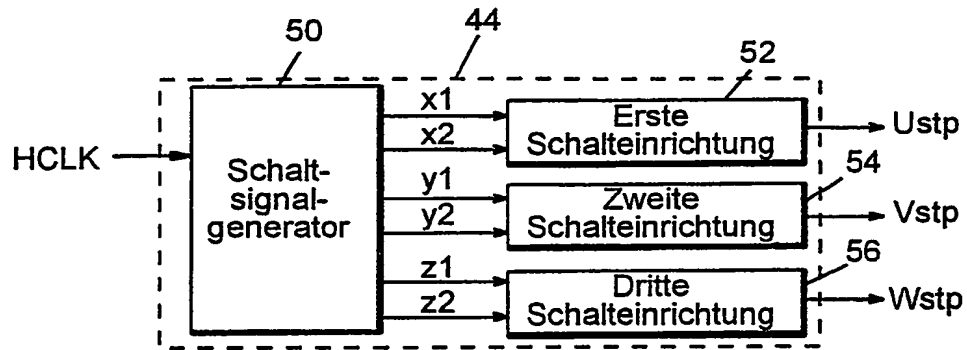 50
44
52
HCLK
Schalt-
signal-
generator
x1
x2
Erste
Schalteinrichtung
Ustp
54
y1
y2
Zweite
Schalteinrichtung
Vstp
56
z1
z2
Dritte
Schalteinrichtung
Wstp